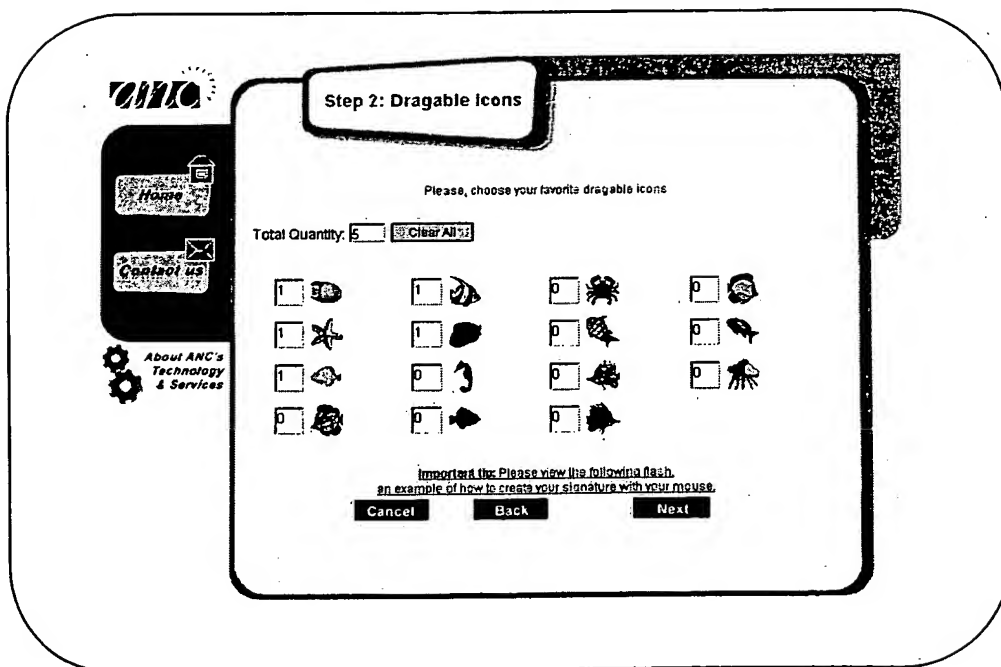 anc
Step 2: Dragable Icons
Home
Contact us
About ANC's
Technology
& Services
Please, choose your favorite dragable icons
Total Quantity: 5 Clear All
1 1 0 0
1 1 0 0
1 0 0 0
0 0 0
Important tip: Please view the following flash,
an example of how to create your signature with your mouse.
Cancel Back Next